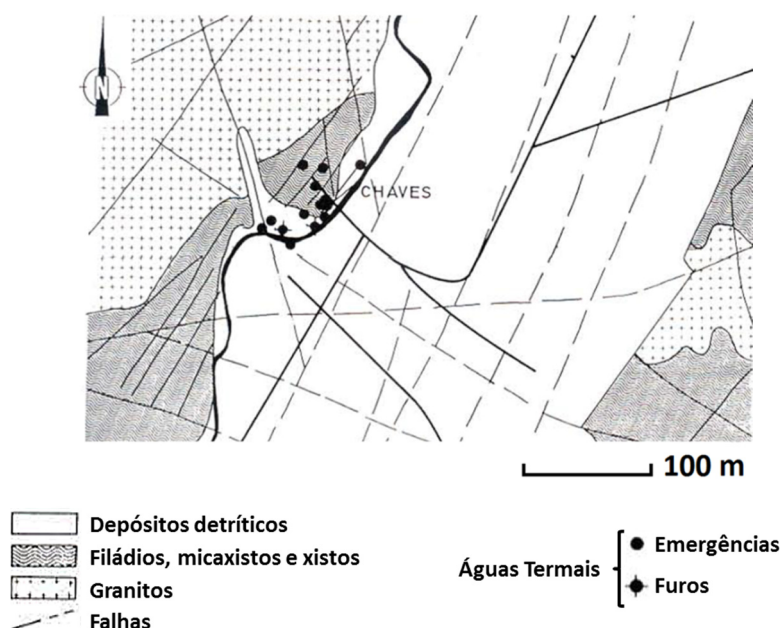 N
CHAVES
100 m
Depósitos detríticos
Filádios, micaxistos e xistos
Granitos
Falhas
Águas Termais
Emergências
Furos